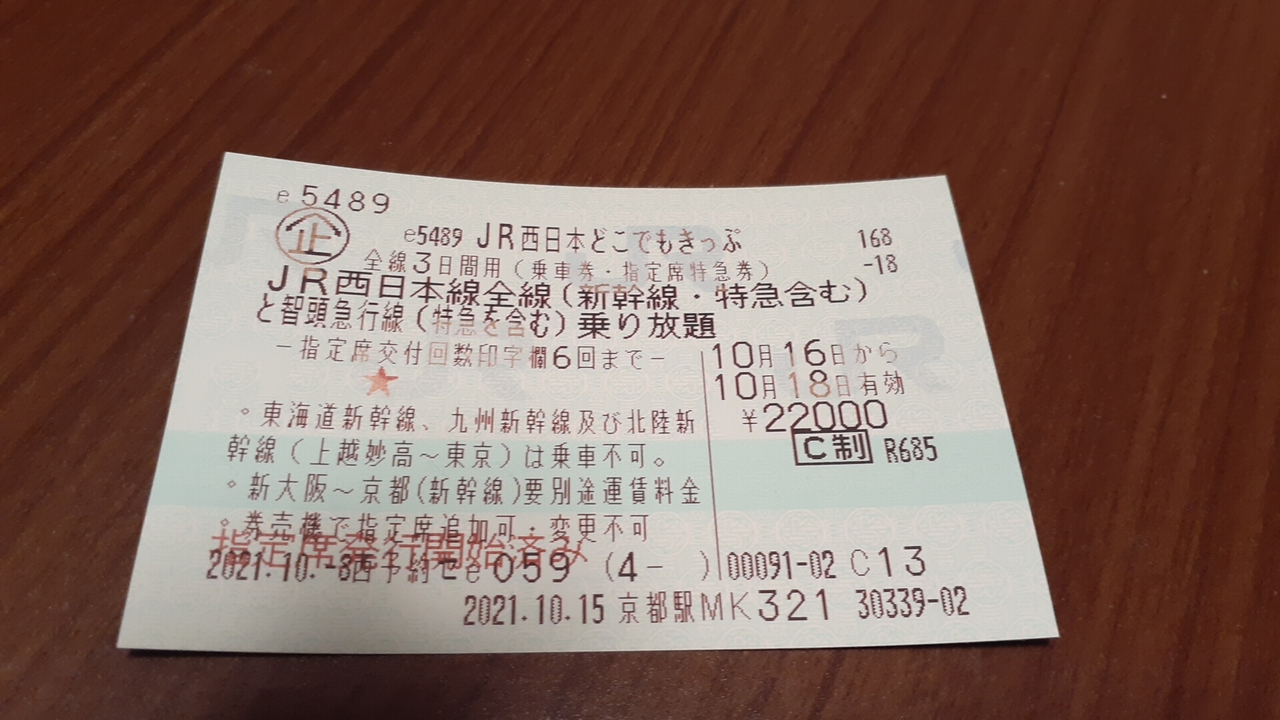 e5489
企 e5489 JR西日本どこでもきっぷ 168
全線3日間用(乗車券・指定席特急券) -18
JR西日本線全線(新幹線・特急含む)
と智頭急行線(特急を含む)乗り放題
-指定席交付回数印字欄6回まで- 10月16日から
★ 10月18日有効
¥22000
。東海道新幹線、九州新幹線及び北陸新
C制 R685
幹線(上越妙高~東京)は乗車不可。
。新大阪~京都(新幹線)要別途運賃料金
。券売機で指定席追加可・変更不可
指定席発行開始済み
2021.10.-8西予約セe059 (4- ) 00091-02 C13
2021.10.15 京都駅MK321 30339-02